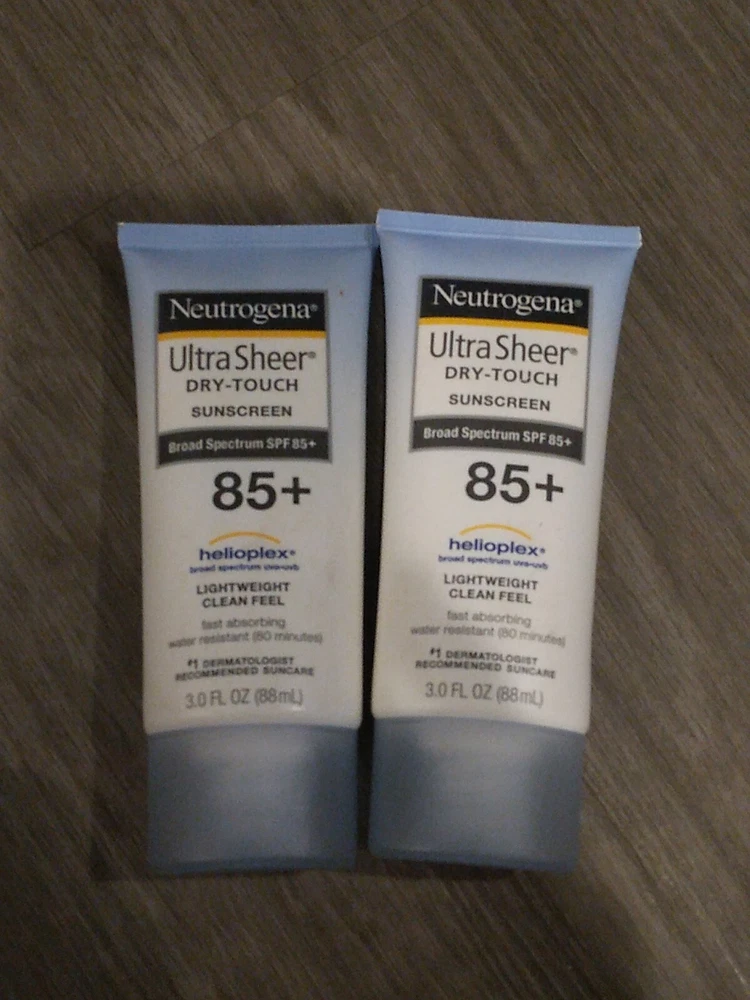 Neutrogena®
Ultra Sheer®
DRY-TOUCH
SUNSCREEN
Broad Spectrum SPF 85+
85+
helioplex®
broad spectrum uva-uvb
LIGHTWEIGHT
CLEAN FEEL
fast absorbing
water resistant (80 minutes)
#1 DERMATOLOGIST
RECOMMENDED SUNCARE
3.0 FL OZ (88mL)
Neutrogena®
Ultra Sheer®
DRY-TOUCH
SUNSCREEN
Broad Spectrum SPF 85+
85+
helioplex®
broad spectrum uva-uvb
LIGHTWEIGHT
CLEAN FEEL
fast absorbing
water resistant (80 minutes)
#1 DERMATOLOGIST
RECOMMENDED SUNCARE
3.0 FL OZ (88mL)